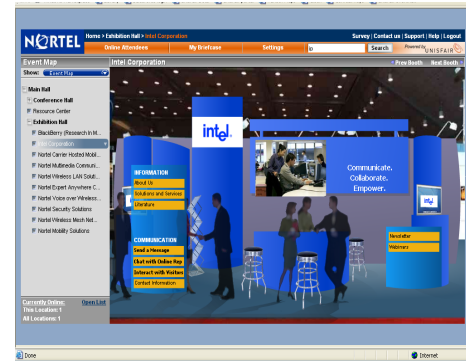 NORTEL
Home > Exhibition Hall > Intel Corporation
Survey | Contact us | Support | Help | Logout
Online Attendees
My Briefcase
Settings
Search
Powered by
UNISFAIR
Event Map
Intel Corporation
Prev Booth
Next Booth
Show:
Event Map
Main Hall
Conference Hall
Resource Center
Exhibition Hall
BlackBerry (Research In M...
Intel Corporation
Nortel Carrier Hosted Mobil...
Nortel Multimedia Communi...
Nortel Wireless LAN Soluti...
Nortel Expert Anywhere C...
Nortel Voice over Wireless...
Nortel Security Solutions
Nortel Wireless Mesh Net...
Nortel Mobility Solutions
intel.
Communicate.
Collaborate.
Empower.
INFORMATION
About Us
Solutions and Services
Literature
COMMUNICATION
Send a Message
Chat with Online Rep
Interact with Visitors
Contact Information
intel
Newsletter
Webinars
Currently Online:
Open List
This Location: 1
All Locations: 1
Done
Internet